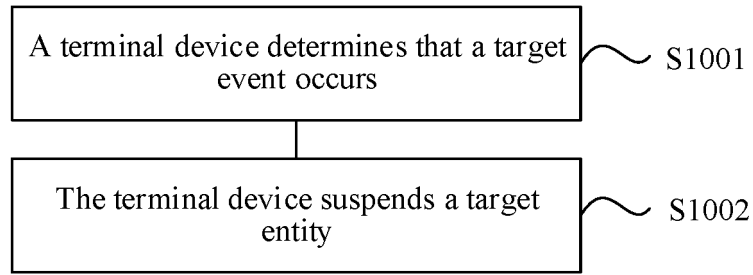 A terminal device determines that a target
event occurs
S1001
The terminal device suspends a target
entity
S1002